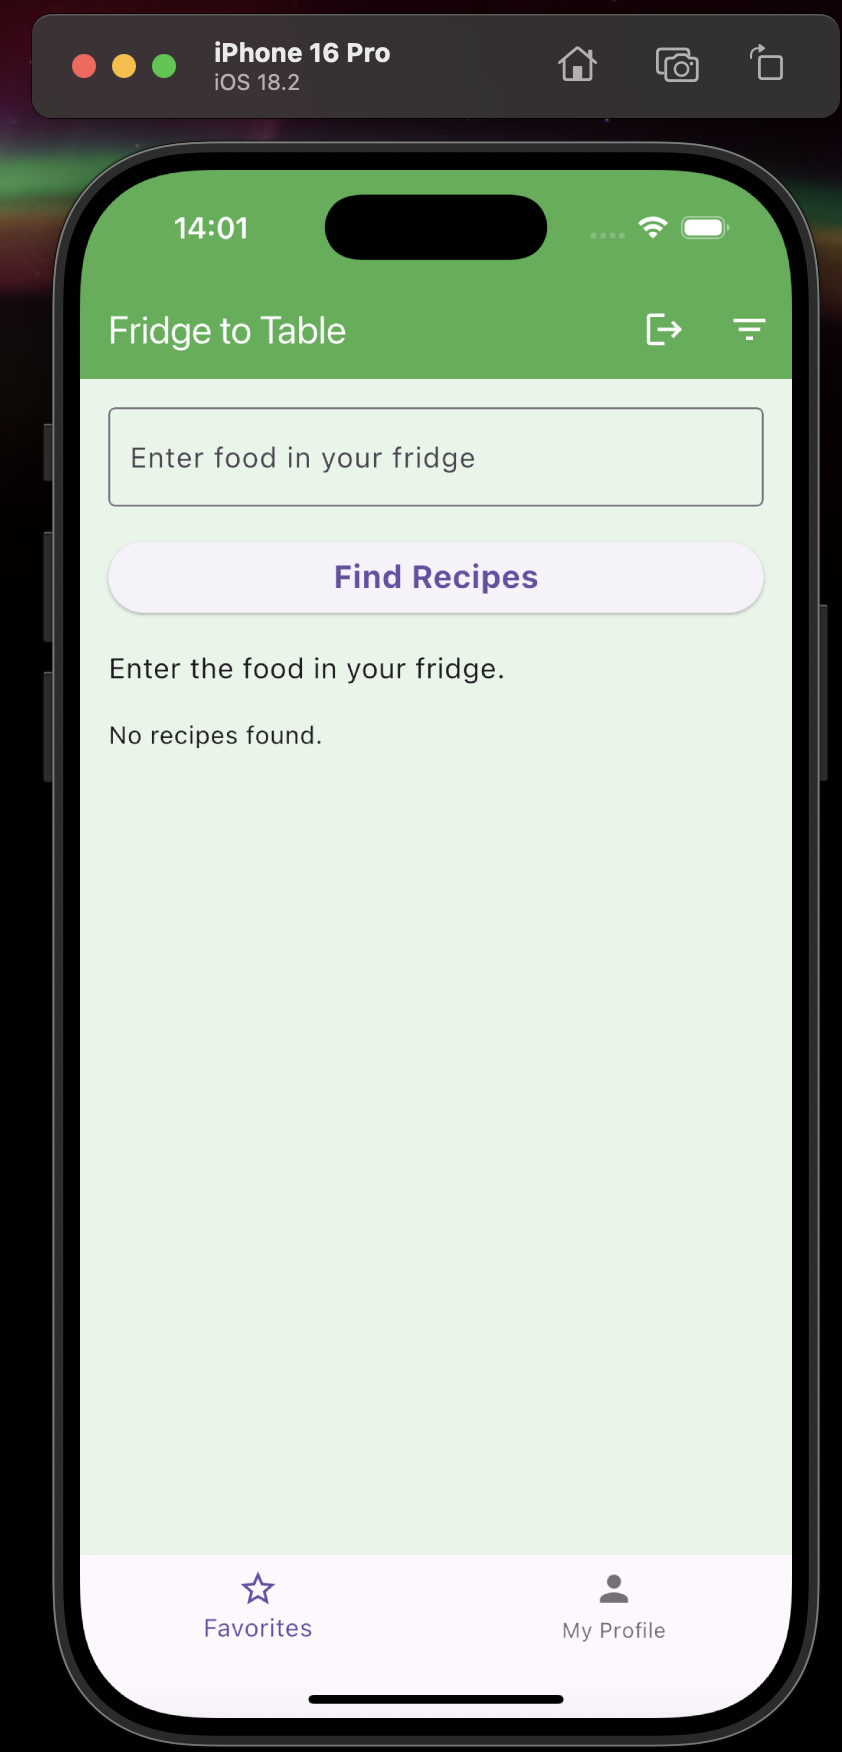 iPhone 16 Pro
iOS 18.2
14:01
Fridge to Table
Enter food in your fridge
Find Recipes
Enter the food in your fridge.
No recipes found.
Favorites
My Profile